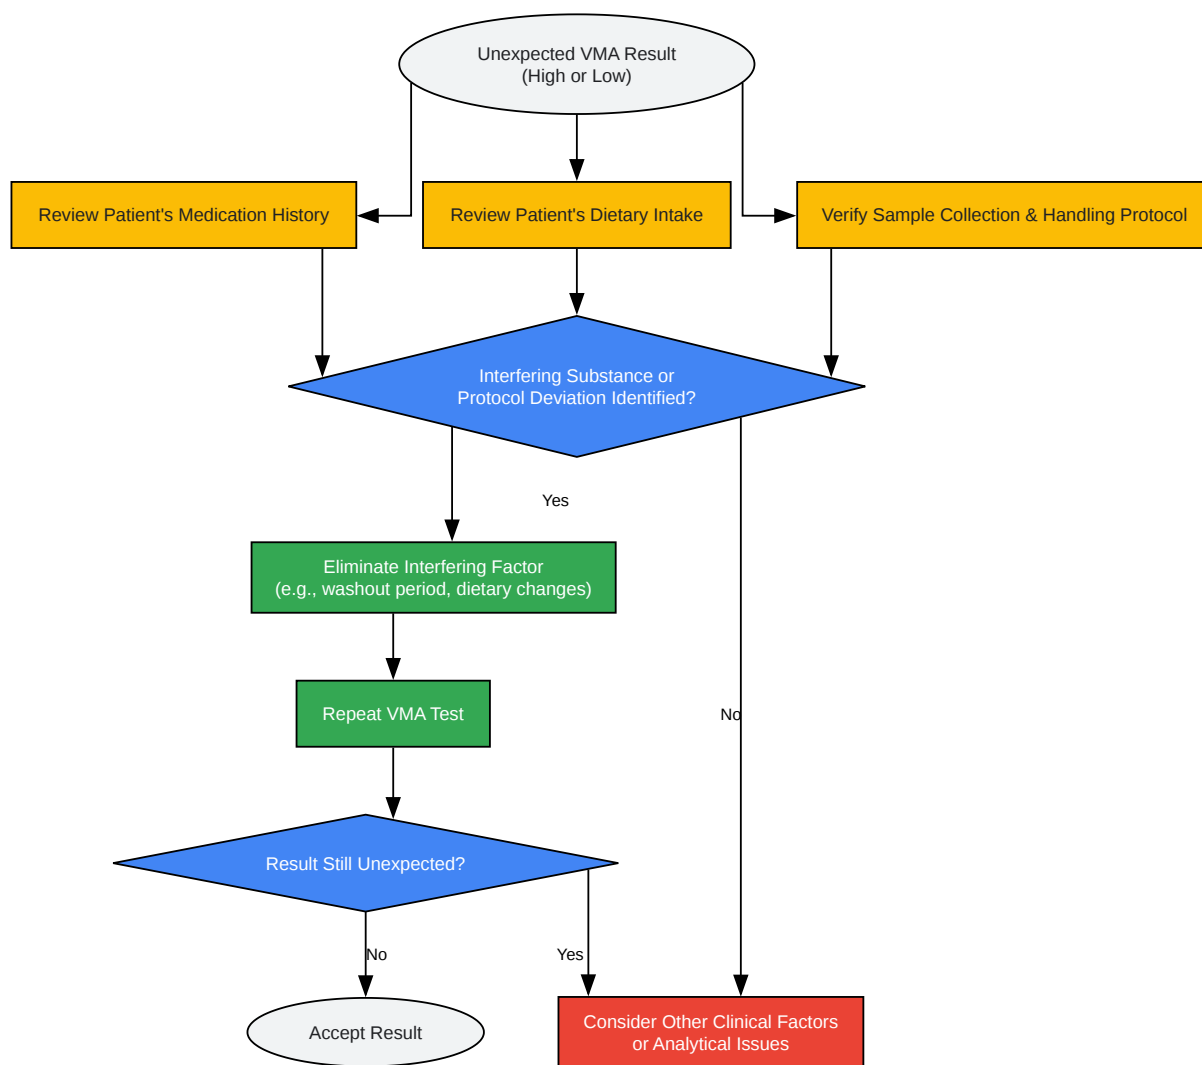 Unexpected VMA Result
(High or Low)
Review Patient's Medication History
Review Patient's Dietary Intake
Verify Sample Collection & Handling Protocol
Interfering Substance or
Protocol Deviation Identified?
Yes
Eliminate Interfering Factor
(e.g., washout period, dietary changes)
Repeat VMA Test
No
Result Still Unexpected?
No
Yes
Accept Result
Consider Other Clinical Factors
or Analytical Issues